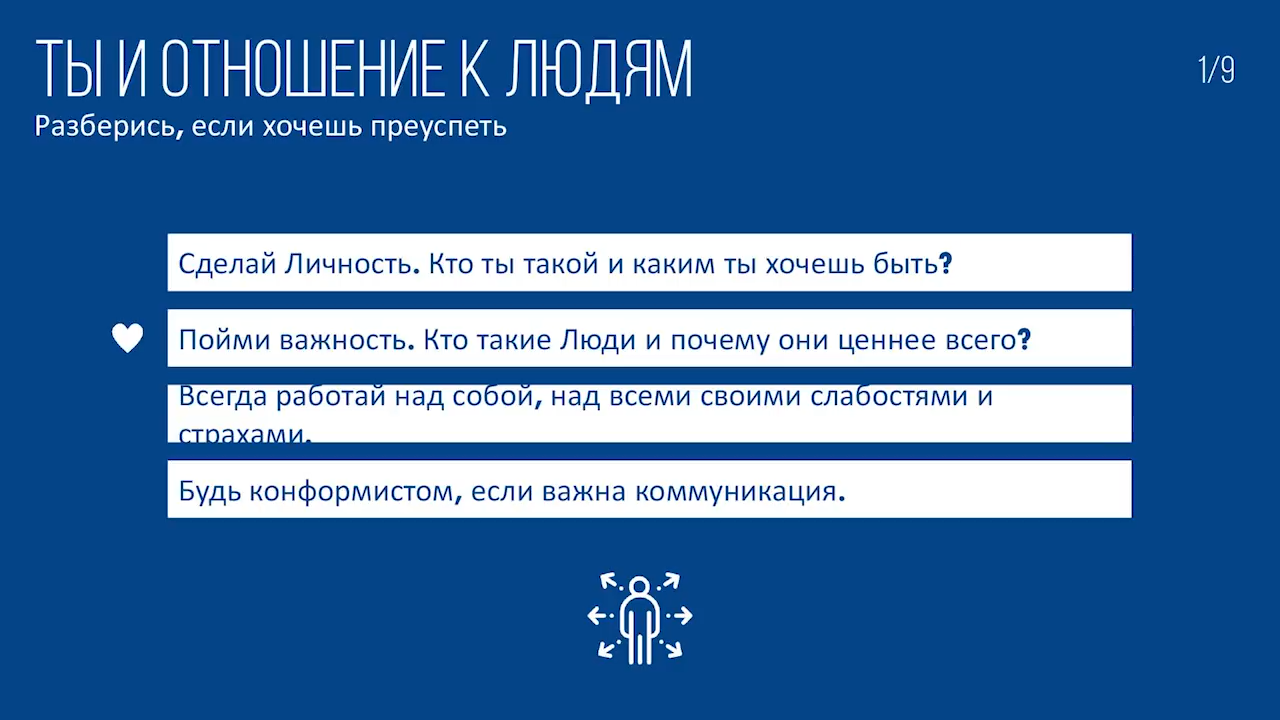 ТЫ И ОТНОШЕНИЕ К ЛЮДЯМ
1/9
Разберись, если хочешь преуспеть
Сделай Личность. Кто ты такой и каким ты хочешь быть?
Пойми важность. Кто такие Люди и почему они ценнее всего?
Всегда работай над собой, над всеми своими слабостями и
страхами.
Будь конформистом, если важна коммуникация.